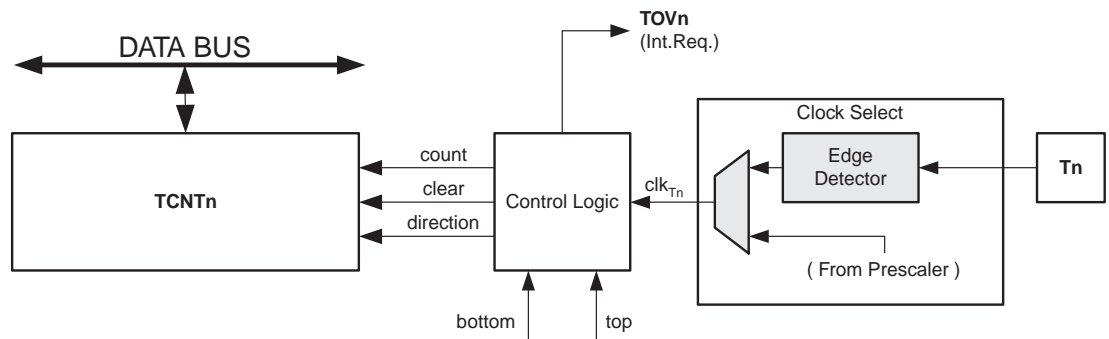 TOVn
(Int.Req.)
DATA BUS
Clock Select
TCNTn
count
clear
direction
Control Logic
clkTn
Edge
Detector
Tn
( From Prescaler )
bottom
top